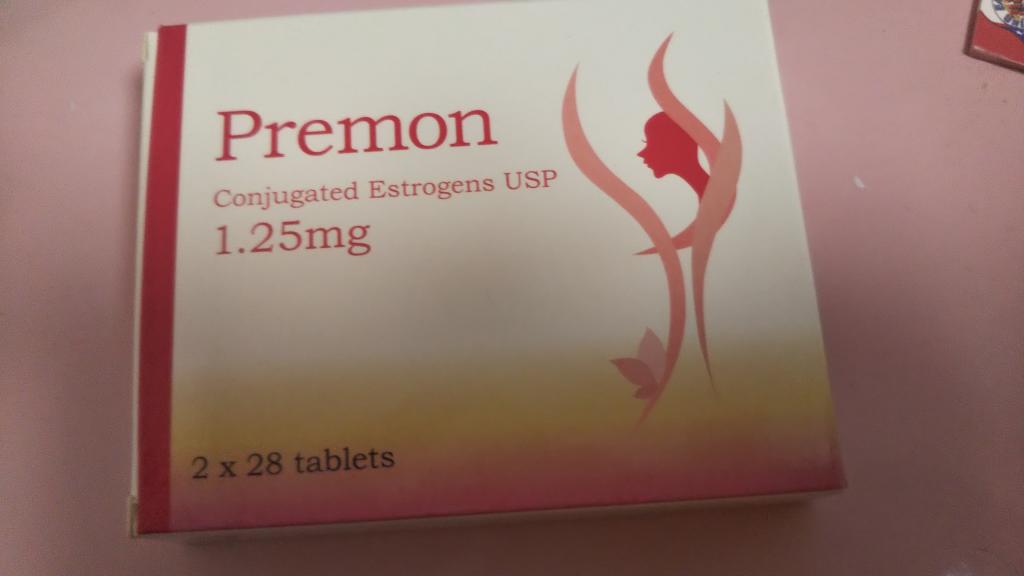 Premon
Conjugated Estrogens USP
1.25mg
2 x 28 tablets